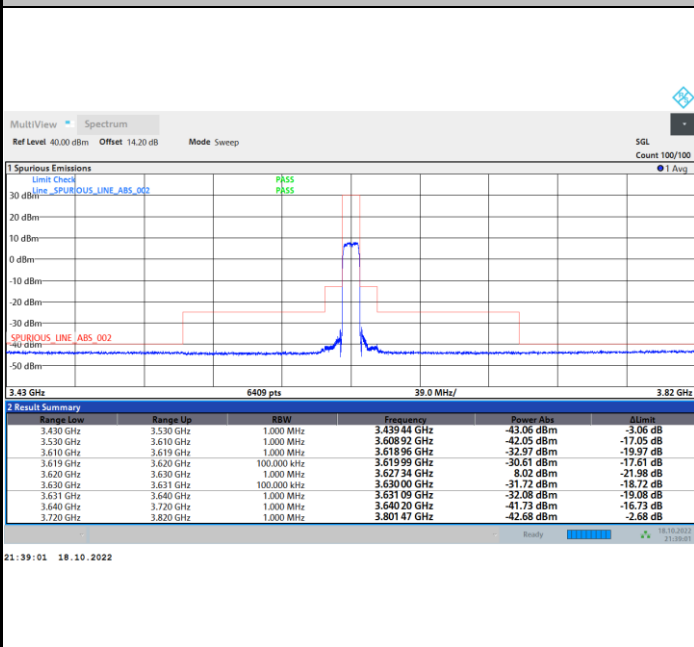 MultiView Spectrum
Ref Level 40.00 dBm Offset 14.20 dB Mode Sweep SGL
Count 100/100
1 Spurious Emissions 1 Avg
Limit Check PASS
Line _SPURIOUS_LINE_ABS_002 PASS
30 dBm
20 dBm
10 dBm
0 dBm
-10 dBm
-20 dBm
-30 dBm
SPURIOUS_LINE_ABS_002
-40 dBm
-50 dBm
3.43 GHz 6409 pts 39.0 MHz/ 3.82 GHz
2 Result Summary
Range Low Range Up RBW Frequency Power Abs ΔLimit
3.430 GHz 3.530 GHz 1.000 MHz 3.439 44 GHz -43.06 dBm -3.06 dB
3.530 GHz 3.610 GHz 1.000 MHz 3.608 92 GHz -42.05 dBm -17.05 dB
3.610 GHz 3.619 GHz 1.000 MHz 3.618 96 GHz -32.97 dBm -19.97 dB
3.619 GHz 3.620 GHz 100.000 kHz 3.619 99 GHz -30.61 dBm -17.61 dB
3.620 GHz 3.630 GHz 1.000 MHz 3.627 34 GHz 8.02 dBm -21.98 dB
3.630 GHz 3.631 GHz 100.000 kHz 3.630 00 GHz -31.72 dBm -18.72 dB
3.631 GHz 3.640 GHz 1.000 MHz 3.631 09 GHz -32.08 dBm -19.08 dB
3.640 GHz 3.720 GHz 1.000 MHz 3.640 20 GHz -41.73 dBm -16.73 dB
3.720 GHz 3.820 GHz 1.000 MHz 3.801 47 GHz -42.68 dBm -2.68 dB
Ready 18.10.2022
21:39:01
21:39:01 18.10.2022